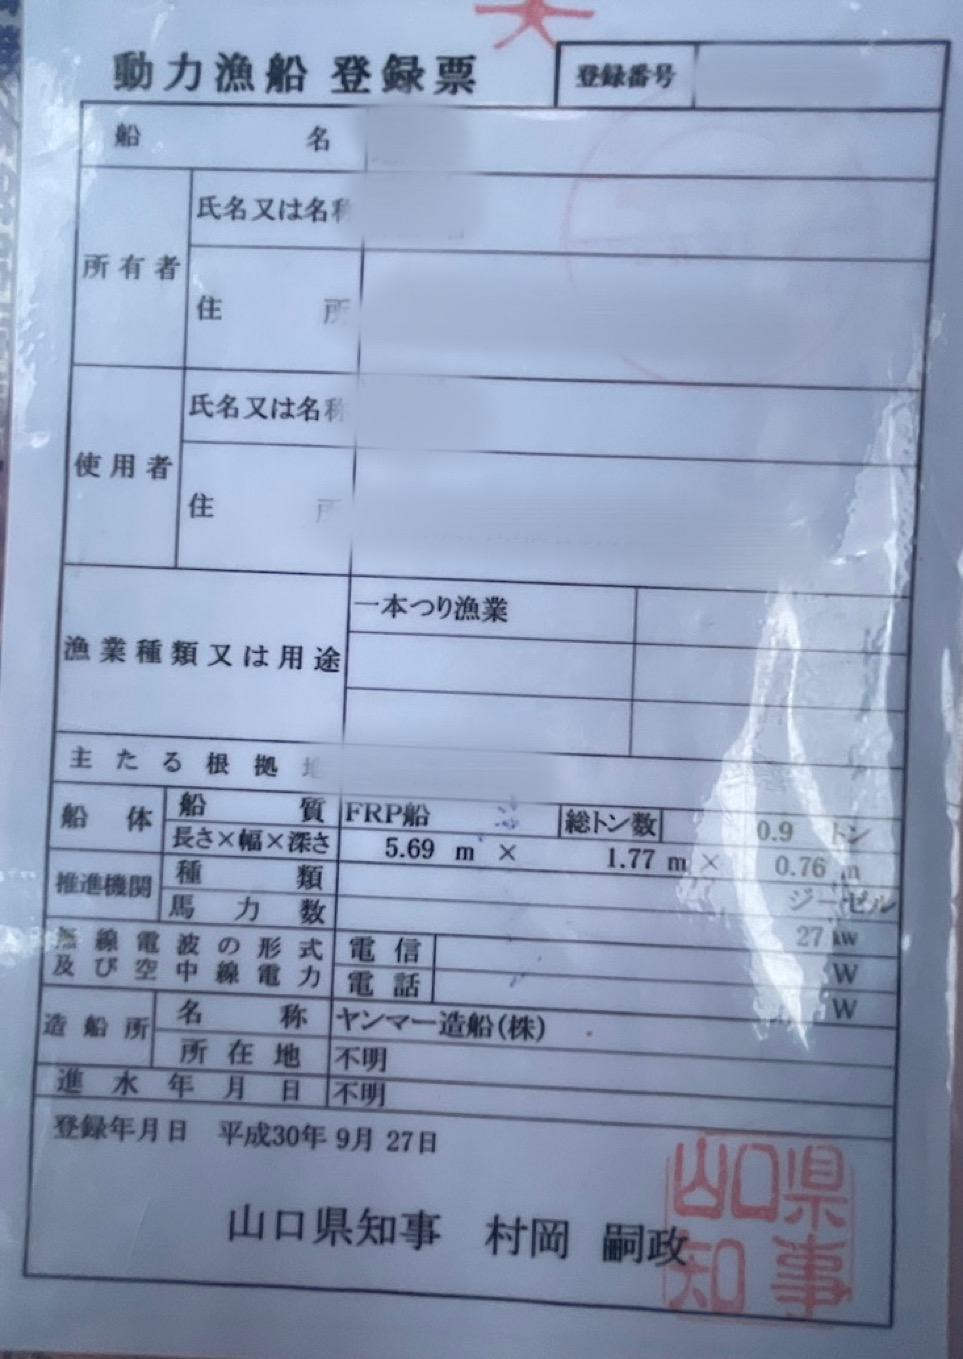 動力漁船 登録票
登録番号
船名
所有者
氏名又は名称
住所
使用者
氏名又は名称
住所
漁業種類又は用途
一本つり漁業
主たる根拠地
船体
船質 FRP船 総トン数 0.9 トン
長さ×幅×深さ 5.69 m × 1.77 m × 0.76 m
推進機関
種類 ジーゼル
馬力数 27 kw
無線電波の形式
及び空中線電力
電信 W
電話 W
造船所
名称 ヤンマー造船(株)
所在地 不明
進水年月日 不明
登録年月日 平成30年 9月 27日
山口県知事 村岡 嗣政
山口県
知事